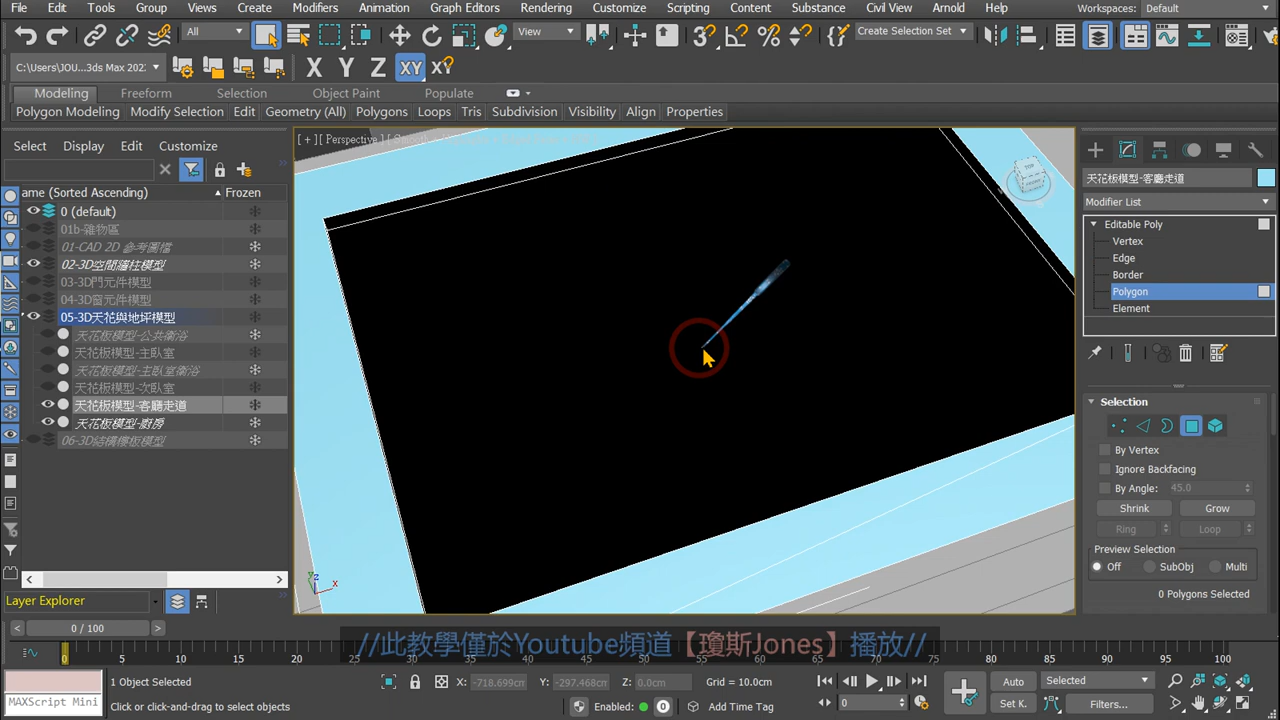 File Edit Tools Group Views Create Modifiers Animation Graph Editors Rendering Customize Scripting Content Substance Civil View Arnold Help Workspaces: Default
All View Create Selection Set
C:\Users\JOU...3ds Max 202 X Y Z XY XY
Modeling Freeform Selection Object Paint Populate
Polygon Modeling Modify Selection Edit Geometry (All) Polygons Loops Tris Subdivision Visibility Align Properties
Select Display Edit Customize
ame (Sorted Ascending) Frozen
0 (default)
01b-雜物區
01-CAD 2D 參考圖檔
02-3D空間牆柱模型
03-3D門元件模型
04-3D窗元件模型
05-3D天花與地坪模型
天花板模型-公共衛浴
天花板模型-主臥室
天花板模型-主臥室衛浴
天花板模型-次臥室
天花板模型-客廳走道
天花板模型-廚房
06-3D結構樓板模型
Layer Explorer
[ + ] [ Perspective ]
TOP
天花板模型-客廳走道
Modifier List
Editable Poly
Vertex
Edge
Border
Polygon
Element
Selection
By Vertex
Ignore Backfacing
By Angle: 45.0
Shrink Grow
Ring Loop
Preview Selection
Off SubObj Multi
0 Polygons Selected
0 / 100
//此教學僅於Youtube頻道【瓊斯Jones】播放//
0 5 10 15 20 25 30 35 40 45 50 55 60 65 70 75 80 85 90 95 100
1 Object Selected X: -718.699cm Y: -297.468cm Z: 0.0cm Grid = 10.0cm Auto Selected
MAXScript Mini Click or click-and-drag to select objects Enabled: 0 Add Time Tag 0 Set K. Filters...